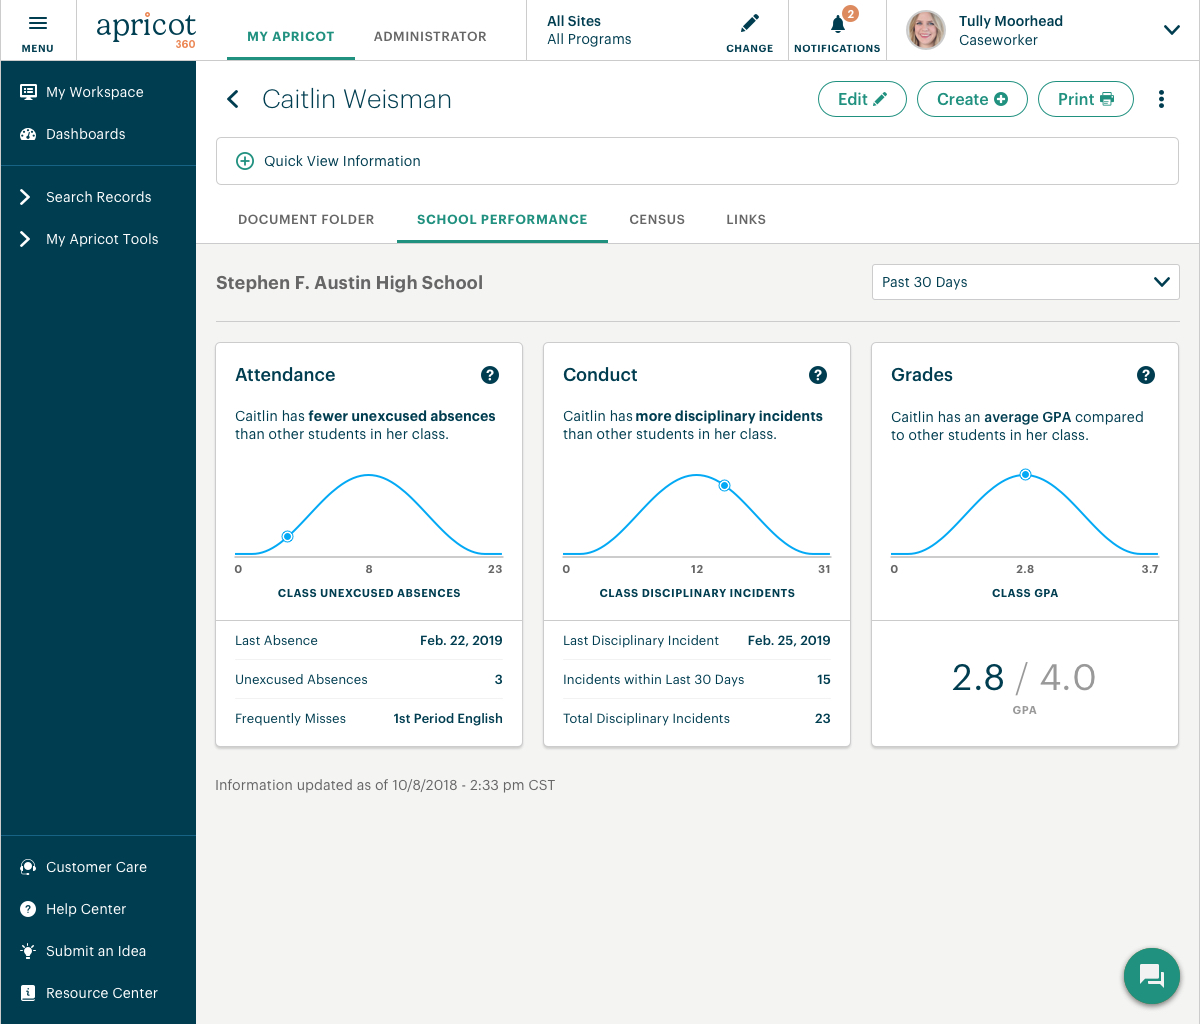 MENU
apricot
360
MY APRICOT
ADMINISTRATOR
All Sites
All Programs
CHANGE
2
NOTIFICATIONS
Tully Moorhead
Caseworker
My Workspace
Dashboards
Search Records
My Apricot Tools
Caitlin Weisman
Edit
Create
Print
Quick View Information
DOCUMENT FOLDER
SCHOOL PERFORMANCE
CENSUS
LINKS
Stephen F. Austin High School
Past 30 Days
Attendance
?
Caitlin has fewer unexcused absences
than other students in her class.
0 8 23
CLASS UNEXCUSED ABSENCES
Last Absence Feb. 22, 2019
Unexcused Absences 3
Frequently Misses 1st Period English
Conduct
?
Caitlin has more disciplinary incidents
than other students in her class.
0 12 31
CLASS DISCIPLINARY INCIDENTS
Last Disciplinary Incident Feb. 25, 2019
Incidents within Last 30 Days 15
Total Disciplinary Incidents 23
Grades
?
Caitlin has an average GPA compared
to other students in her class.
0 2.8 3.7
CLASS GPA
2.8 / 4.0
GPA
Information updated as of 10/8/2018 - 2:33 pm CST
Customer Care
? Help Center
Submit an Idea
i Resource Center